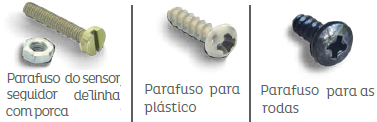 Parafuso do sensor
seguidor de linha
com porca
Parafuso para
plástico
Parafuso para as
rodas